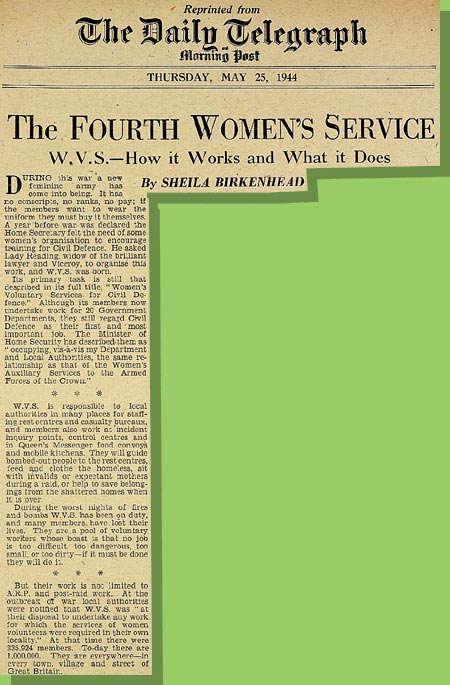 Reprinted from
The Daily Telegraph
and
Morning Post
THURSDAY, MAY 25, 1944
The FOURTH WOMEN'S SERVICE
W.V.S.—How it Works and What it Does
By SHEILA BIRKENHEAD
DURING this war a new
feminine army has
come into being. It has
no conscripts, no ranks, no pay; if
the members want to wear the
uniform they must buy it themselves.
A year before war was declared the
Home Secretary felt the need of some
women's organisation to encourage
training for Civil Defence. He asked
Lady Reading, widow of the brilliant
lawyer and Viceroy, to organise this
work, and W.V.S. was born.
Its primary task is still that
described in its full title, "Women's
Voluntary Services for Civil De-
fence." Although its members now
undertake work for 20 Government
Departments, they still regard Civil
Defence as their first and most
important job. The Minister of
Home Security has described them as
"occupying, vis-à-vis my Department
and Local Authorities, the same re-
lationship as that of the Women's
Auxiliary Services to the Armed
Forces of the Crown."
* * *
W.V.S. is responsible to local
authorities in many places for staff-
ing rest centres and casualty bureaux,
and members also work at incident
inquiry points, control centres and
in Queen's Messenger food convoys
and mobile kitchens. They will guide
bombed-out people to the rest centres,
feed and clothe the homeless, sit
with invalids or expectant mothers
during a raid, or help to save belong-
ings from the shattered homes when
it is over.
During the worst nights of fires
and bombs W.V.S. has been on duty,
and many members have lost their
lives. They are a pool of voluntary
workers whose boast is that no job
is too difficult, too dangerous, too
small, or too dirty—if it must be done
they will do it.
* * *
But their work is not limited to
A.R.P. and post-raid work. At the
outbreak of war local authorities
were notified that W.V.S. was "at
their disposal to undertake any work
for which the services of women
volunteers were required in their own
locality." At that time there were
335,924 members. To-day there are
1,000,000. They are everywhere—in
every town, village and street of
Great Britain.